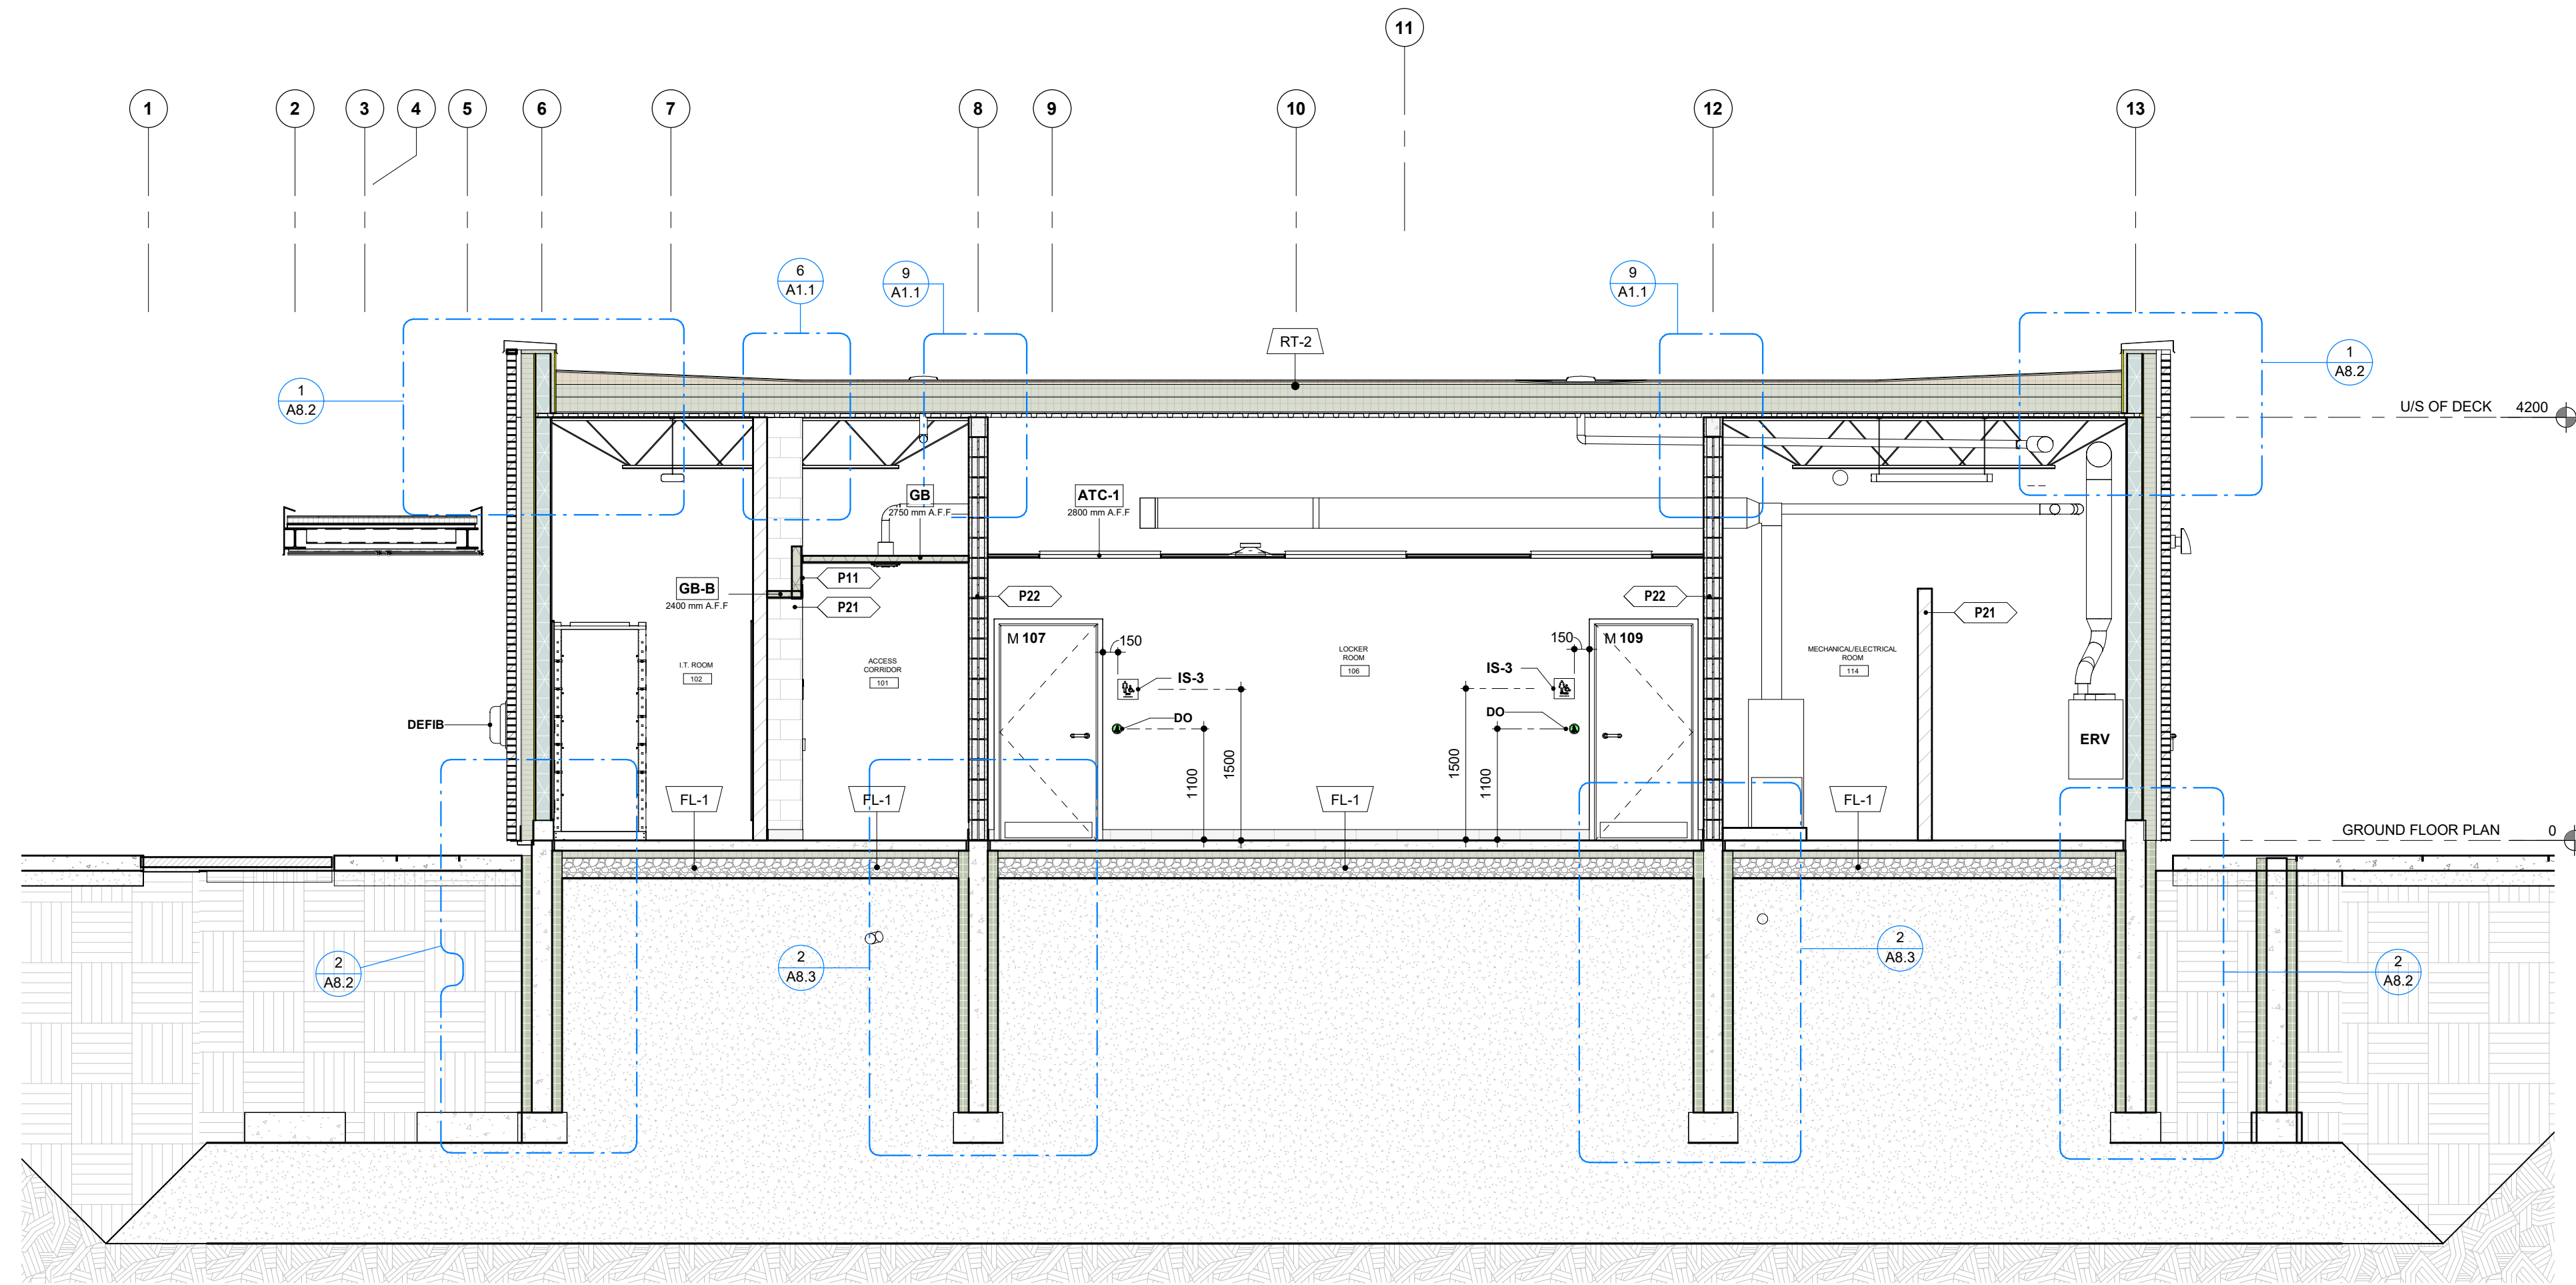 11
1
2
3
4
5
6
7
8
9
10
12
13
6
A1.1
9
A1.1
9
A1.1
RT-2
1
A8.2
1
A8.2
U/S OF DECK 4200
GB
2750 mm A.F.F
ATC-1
2800 mm A.F.F
P11
GB-B
2400 mm A.F.F
P21
P22
P22
P21
M 107
150
150
M 109
I.T. ROOM
102
ACCESS
CORRIDOR
101
LOCKER
ROOM
106
MECHANICAL/ELECTRICAL
ROOM
114
IS-3
IS-3
DEFIB
DO
DO
ERV
1100
1500
1500
1100
FL-1
FL-1
FL-1
FL-1
GROUND FLOOR PLAN 0
2
A8.2
2
A8.3
2
A8.3
2
A8.2